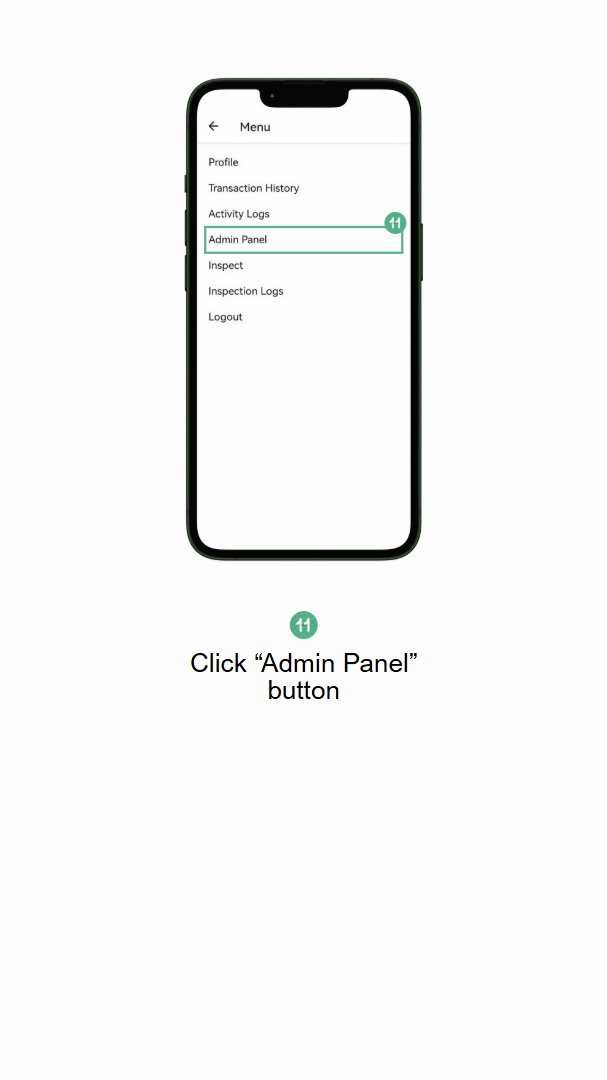 Menu
Profile
Transaction History
Activity Logs
11
Admin Panel
Inspect
Inspection Logs
Logout
11
Click “Admin Panel”
button